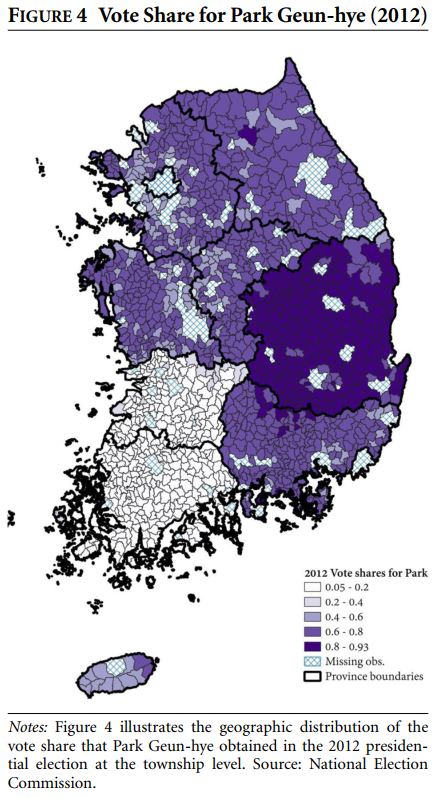 FIGURE 4 Vote Share for Park Geun-hye (2012)
2012 Vote shares for Park
0.05 - 0.2
0.2 - 0.4
0.4 - 0.6
0.6 - 0.8
0.8 - 0.93
Missing obs.
Province boundaries
Notes: Figure 4 illustrates the geographic distribution of the
vote share that Park Geun-hye obtained in the 2012 presiden-
tial election at the township level. Source: National Election
Commission.